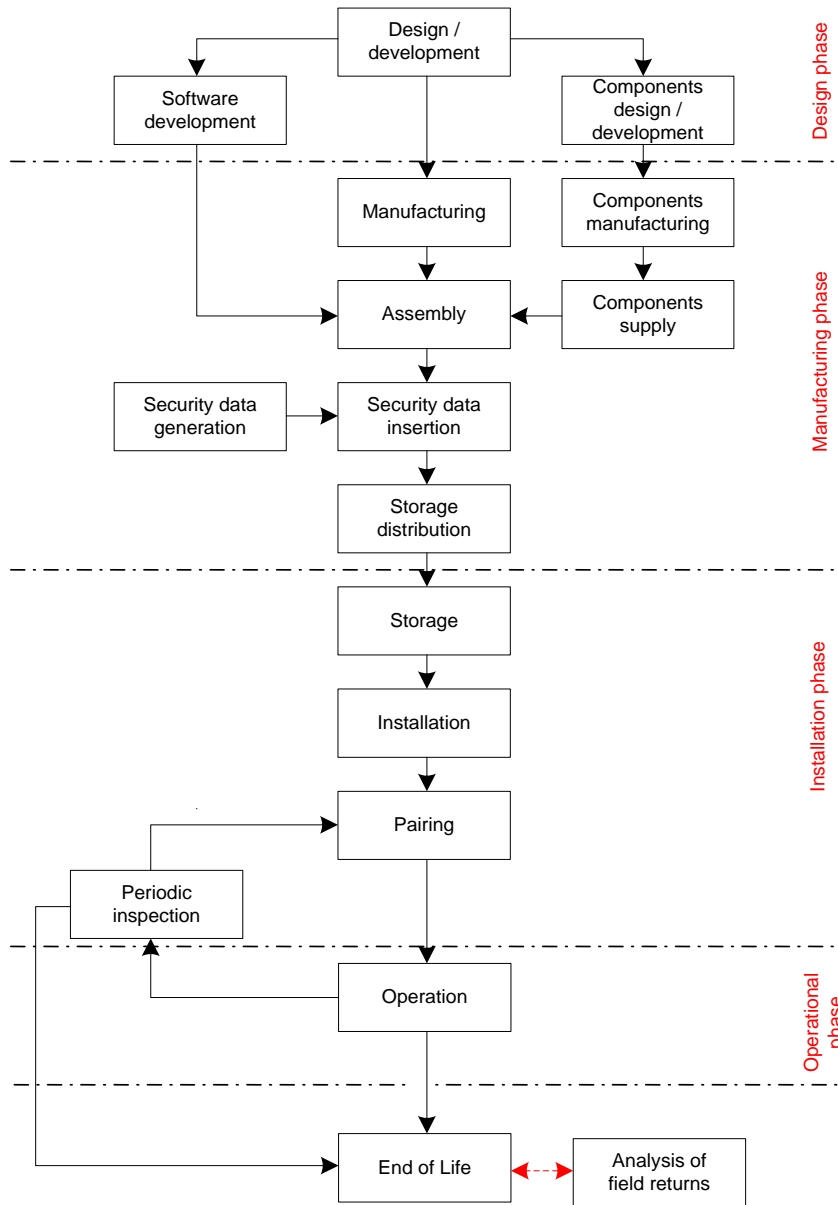 Design /
development
Software
development
Components
design /
development
Design phase
Manufacturing
Components
manufacturing
Assembly
Components
supply
Security data
generation
Security data
insertion
Storage
distribution
Manufacturing phase
Storage
Installation
Pairing
Periodic
inspection
Installation phase
Operation
Operational
phase
End of Life
Analysis of
field returns